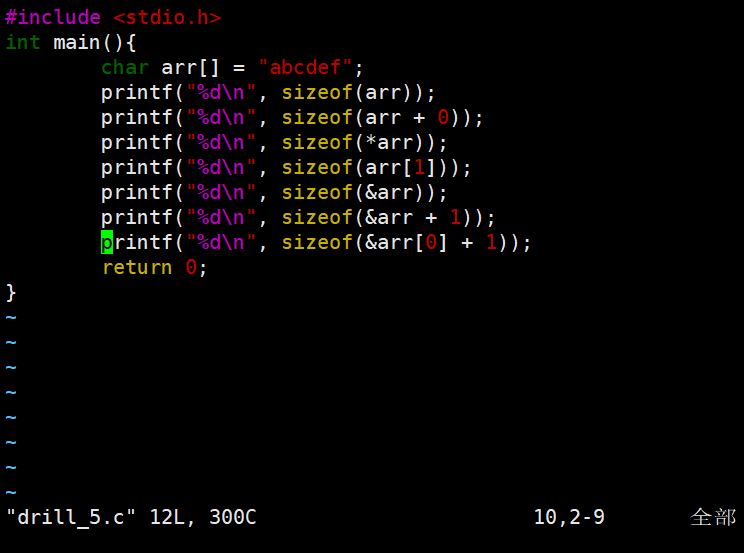 #include <stdio.h>
int main(){
        char arr[] = "abcdef";
        printf("%d\n", sizeof(arr));
        printf("%d\n", sizeof(arr + 0));
        printf("%d\n", sizeof(*arr));
        printf("%d\n", sizeof(arr[1]));
        printf("%d\n", sizeof(&arr));
        printf("%d\n", sizeof(&arr + 1));
        printf("%d\n", sizeof(&arr[0] + 1));
        return 0;
}
~
~
~
~
~
~
~
~
"drill_5.c" 12L, 300C 10,2-9 全部